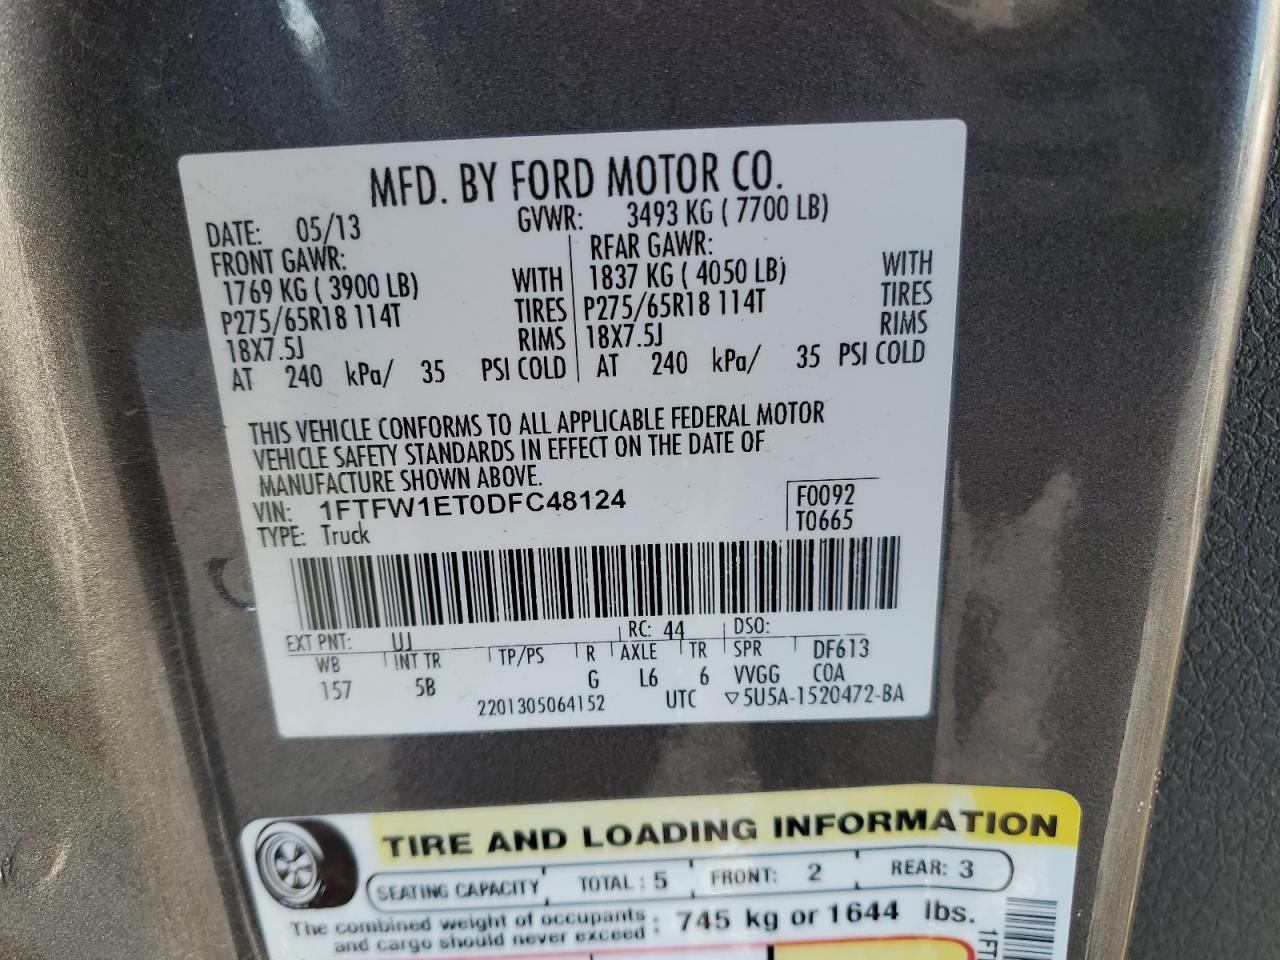 MFD. BY FORD MOTOR CO.
DATE: 05/13 GVWR: 3493 KG ( 7700 LB)
FRONT GAWR: RFAR GAWR:
1769 KG ( 3900 LB) WITH 1837 KG ( 4050 LB) WITH
P275/65R18 114T TIRES P275/65R18 114T TIRES
18X7.5J RIMS 18X7.5J RIMS
AT 240 kPa/ 35 PSI COLD AT 240 kPa/ 35 PSI COLD
THIS VEHICLE CONFORMS TO ALL APPLICABLE FEDERAL MOTOR
VEHICLE SAFETY STANDARDS IN EFFECT ON THE DATE OF
MANUFACTURE SHOWN ABOVE.
VIN: 1FTFW1ET0DFC48124 F0092
TYPE: Truck T0665
EXT PNT: UJ RC: 44 DSO:
WB INT TR TP/PS R AXLE TR SPR DF613
157 5B G L6 6 VVGG COA
2201305064152 UTC ▽5U5A-1520472-BA
TIRE AND LOADING INFORMATION
SEATING CAPACITY TOTAL : 5 FRONT: 2 REAR: 3
The combined weight of occupants
and cargo should never exceed : 745 kg or 1644 lbs.
1FT